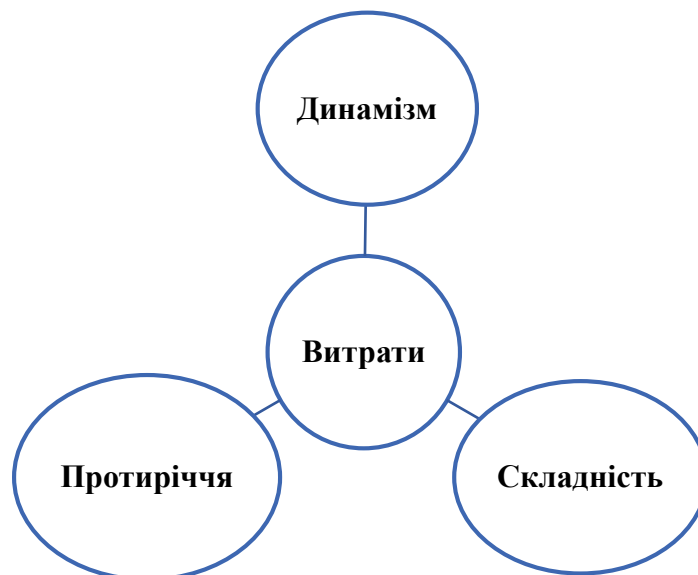 Динамізм
Витрати
Протиріччя
Складність